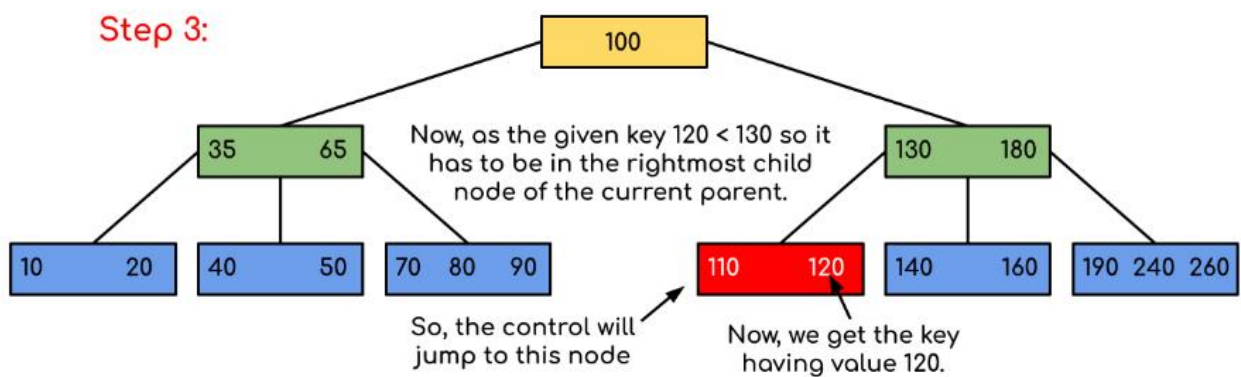 Step 3:
100
Now, as the given key 120 < 130 so it
has to be in the rightmost child
node of the current parent.
35 65
130 180
10 20
40 50
70 80 90
110 120
140 160
190 240 260
So, the control will
jump to this node
Now, we get the key
having value 120.